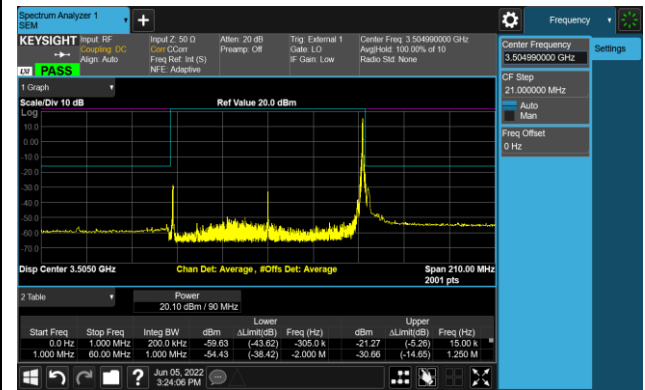 Spectrum Analyzer 1
SEM
Frequency
KEYSIGHT
Input: RF
Coupling: DC
Align: Auto
Input Z: 50 Ω
Corr CCorr
Freq Ref: Int (S)
NFE: Adaptive
Atten: 20 dB
Preamp: Off
Trig: External 1
Gate: LO
IF Gain: Low
Center Freq: 3.504990000 GHz
Avg|Hold: 100.00% of 10
Radio Std: None
LXI PASS
Center Frequency
3.504990000 GHz
Settings
CF Step
21.000000 MHz
Auto
Man
Freq Offset
0 Hz
1 Graph
Scale/Div 10 dB
Ref Value 20.0 dBm
Log
10.0
0.00
-10.0
-20.0
-30.0
-40.0
-50.0
-60.0
-70.0
Disp Center 3.5050 GHz
Chan Det: Average, #Offs Det: Average
Span 210.00 MHz
2001 pts
2 Table
Power
20.10 dBm / 90 MHz
Lower Upper
Start Freq Stop Freq Integ BW dBm ΔLimit(dB) Freq (Hz) dBm ΔLimit(dB) Freq (Hz)
0.0 Hz 1.000 MHz 200.0 kHz -59.63 (-43.62) -305.0 k -21.27 (-5.26) 15.00 k
1.000 MHz 60.00 MHz 1.000 MHz -54.43 (-38.42) -2.000 M -30.66 (-14.65) 1.250 M
?
Jun 05, 2022
3:24:06 PM